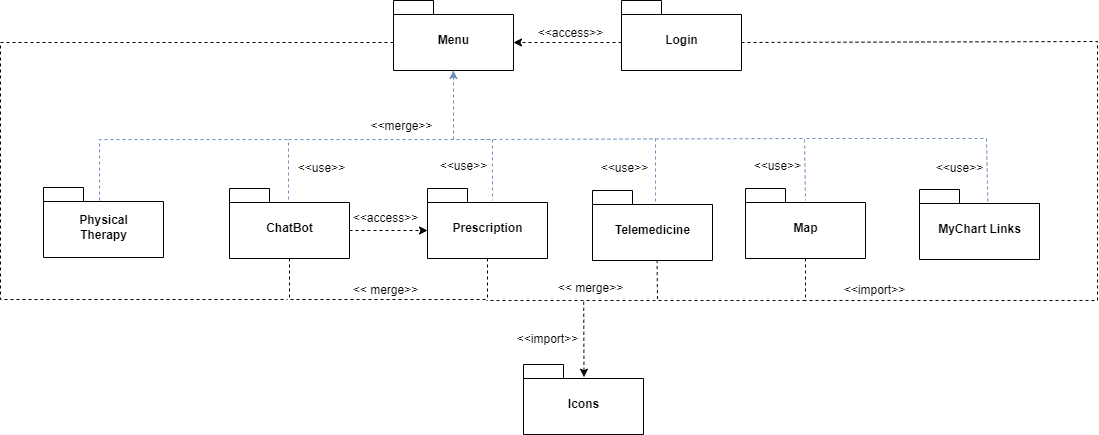 Menu
<<access>>
Login
<<merge>>
<<use>>
<<use>>
<<use>>
<<use>>
<<use>>
Physical
Therapy
ChatBot
<<access>>
Prescription
Telemedicine
Map
MyChart Links
<< merge>>
<< merge>>
<<import>>
<<import>>
Icons